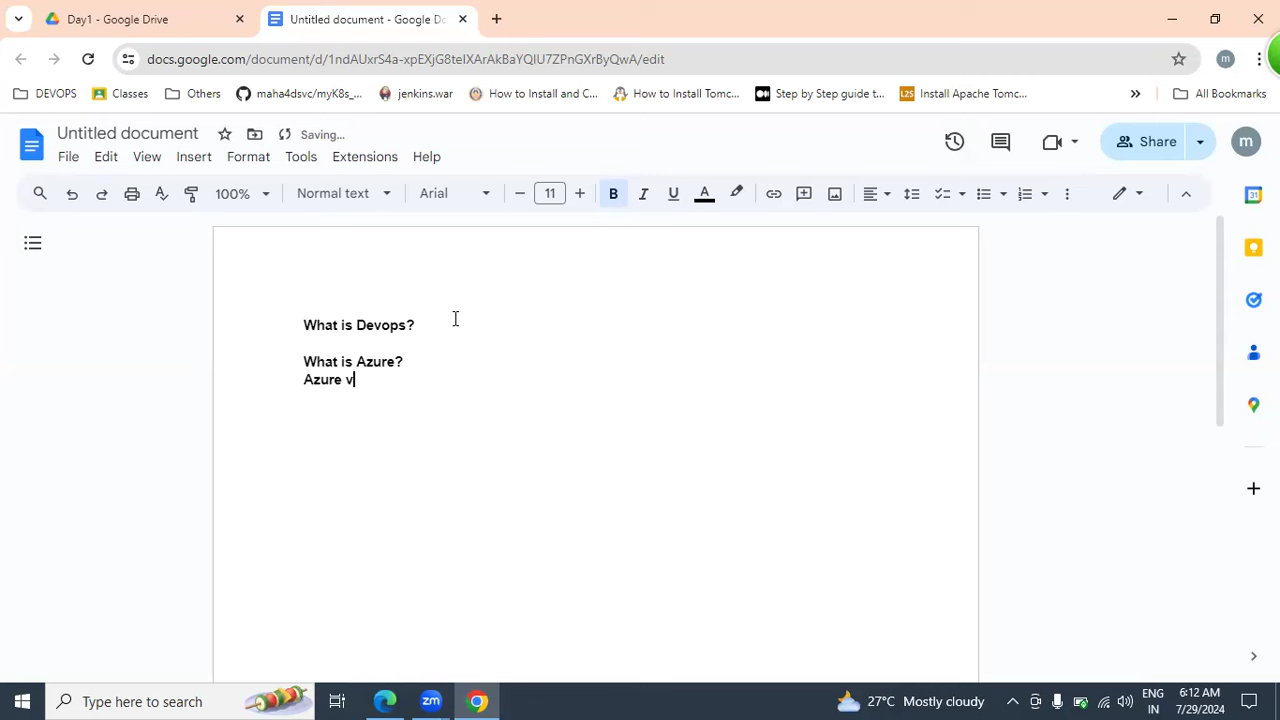 Day1 - Google Drive
Untitled document - Google Dc
docs.google.com/document/d/1ndAUxrS4a-xpEXjG8teIXArAkBaYQIU7ZPnGXrByQwA/edit
m
DEVOPS
Classes
Others
maha4dsvc/myK8s_...
jenkins.war
How to Install and C...
How to Install Tomc...
Step by Step guide t...
Install Apache Tomc...
All Bookmarks
Untitled document
Saving...
Share
m
File Edit View Insert Format Tools Extensions Help
100%
Normal text
Arial
11
B I U A
What is Devops?
What is Azure?
Azure v
Type here to search
zm
27°C Mostly cloudy
ENG
IN
6:12 AM
7/29/2024